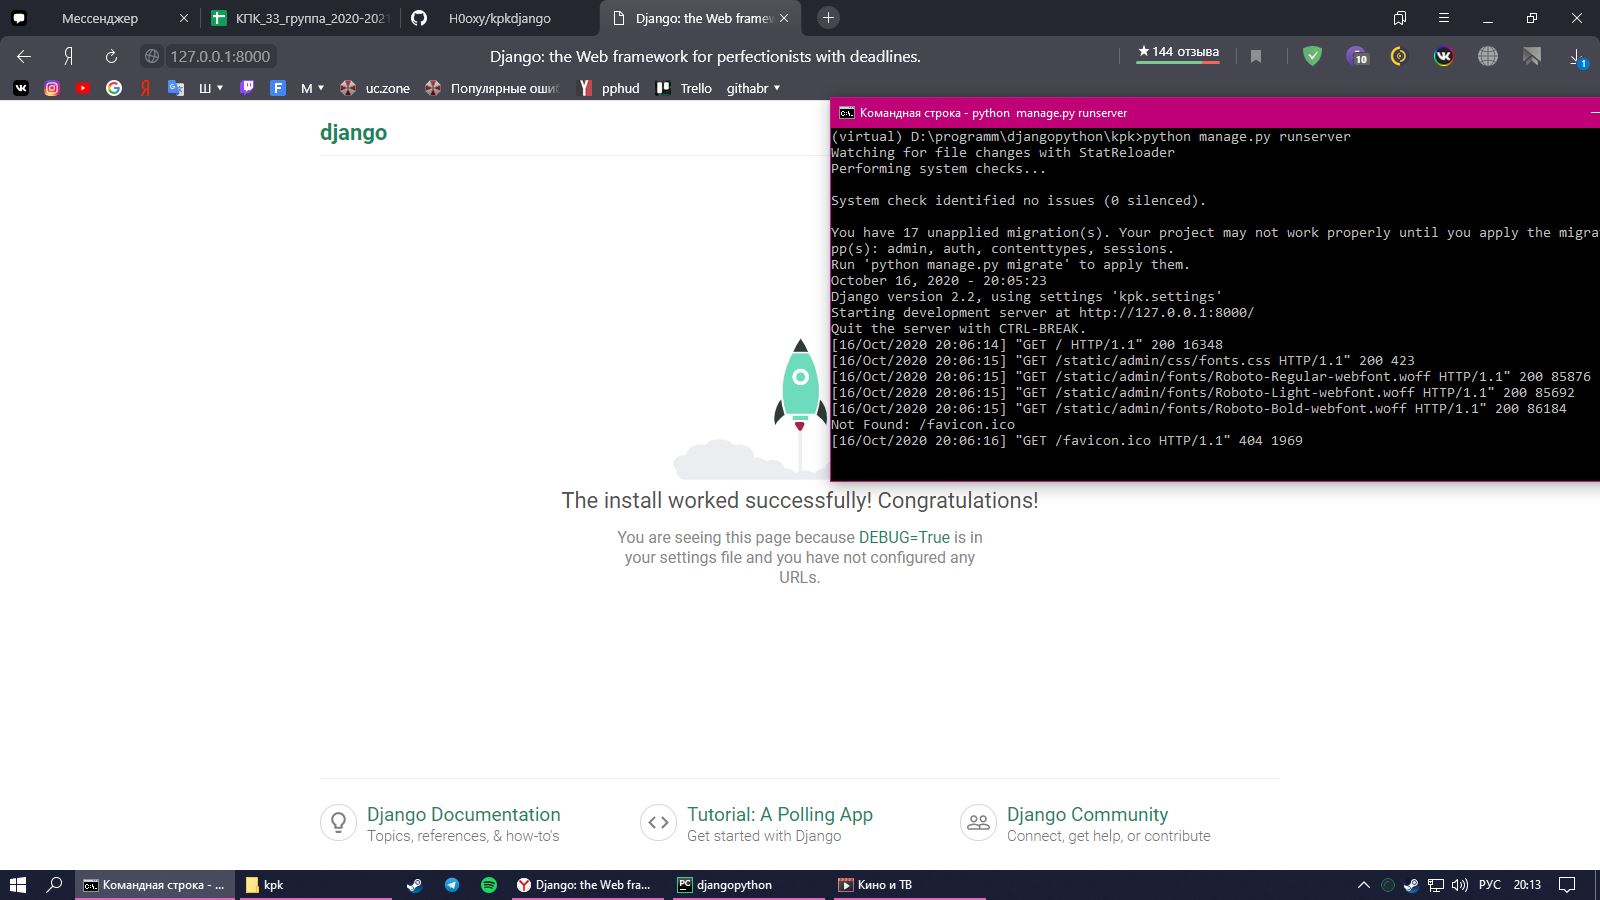 Мессенджер
КПК_33_группа_2020-2021
H0oxy/kpkdjango
Django: the Web framew
Я
127.0.0.1:8000
Django: the Web framework for perfectionists with deadlines.
★144 отзыва
10
1
Ш
F
М
uc.zone
Популярные оши
pphud
Trello
githabr
Командная строка - python  manage.py runserver
django
(virtual) D:\programm\djangopython\kpk>python manage.py runserver
Watching for file changes with StatReloader
Performing system checks...
System check identified no issues (0 silenced).
You have 17 unapplied migration(s). Your project may not work properly until you apply the migra
pp(s): admin, auth, contenttypes, sessions.
Run 'python manage.py migrate' to apply them.
October 16, 2020 - 20:05:23
Django version 2.2, using settings 'kpk.settings'
Starting development server at http://127.0.0.1:8000/
Quit the server with CTRL-BREAK.
[16/Oct/2020 20:06:14] "GET / HTTP/1.1" 200 16348
[16/Oct/2020 20:06:15] "GET /static/admin/css/fonts.css HTTP/1.1" 200 423
[16/Oct/2020 20:06:15] "GET /static/admin/fonts/Roboto-Regular-webfont.woff HTTP/1.1" 200 85876
[16/Oct/2020 20:06:15] "GET /static/admin/fonts/Roboto-Light-webfont.woff HTTP/1.1" 200 85692
[16/Oct/2020 20:06:15] "GET /static/admin/fonts/Roboto-Bold-webfont.woff HTTP/1.1" 200 86184
Not Found: /favicon.ico
[16/Oct/2020 20:06:16] "GET /favicon.ico HTTP/1.1" 404 1969
The install worked successfully! Congratulations!
You are seeing this page because DEBUG=True is in
your settings file and you have not configured any
URLs.
Django Documentation
Topics, references, & how-to's
Tutorial: A Polling App
Get started with Django
Django Community
Connect, get help, or contribute
Командная строка - ...
kpk
Django: the Web fra...
djangopython
Кино и ТВ
РУС
20:13